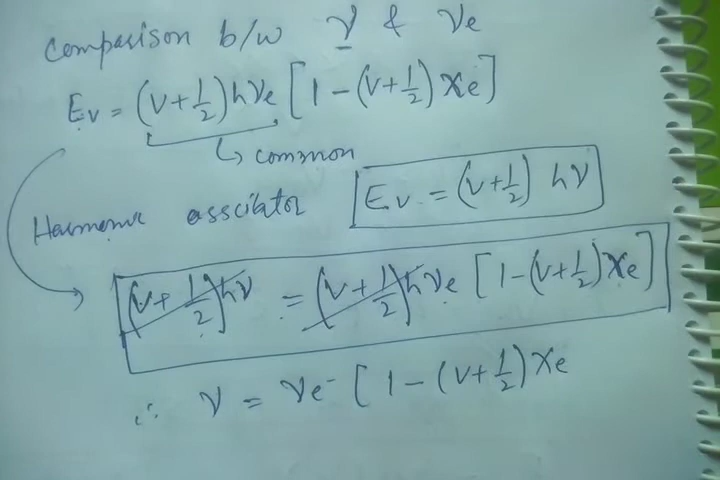 Comparison b/w ν & νe
Ev = (v+1/2)hνe [1-(v+1/2)xe]
↳ common
Harmonic osscilator Ev = (v+1/2) hν
(v+1/2)hν = (v+1/2)hνe [1-(v+1/2)xe]
∴ ν = νe [1-(v+1/2)xe